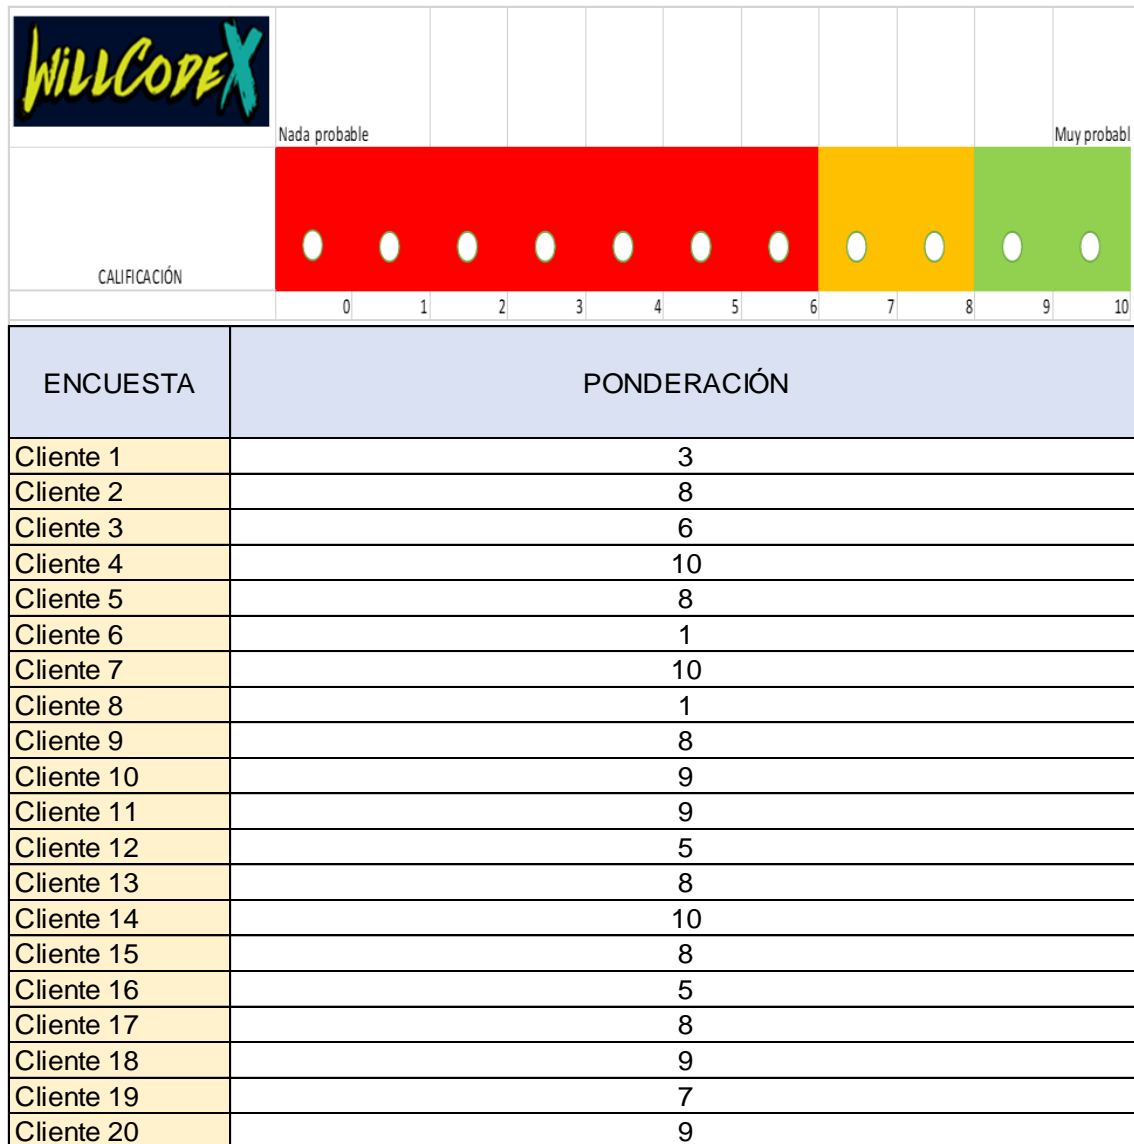 WILLCODEX
Nada probable Muy probabl
CALIFICACIÓN
0 1 2 3 4 5 6 7 8 9 10
ENCUESTA PONDERACIÓN
Cliente 1 3
Cliente 2 8
Cliente 3 6
Cliente 4 10
Cliente 5 8
Cliente 6 1
Cliente 7 10
Cliente 8 1
Cliente 9 8
Cliente 10 9
Cliente 11 9
Cliente 12 5
Cliente 13 8
Cliente 14 10
Cliente 15 8
Cliente 16 5
Cliente 17 8
Cliente 18 9
Cliente 19 7
Cliente 20 9